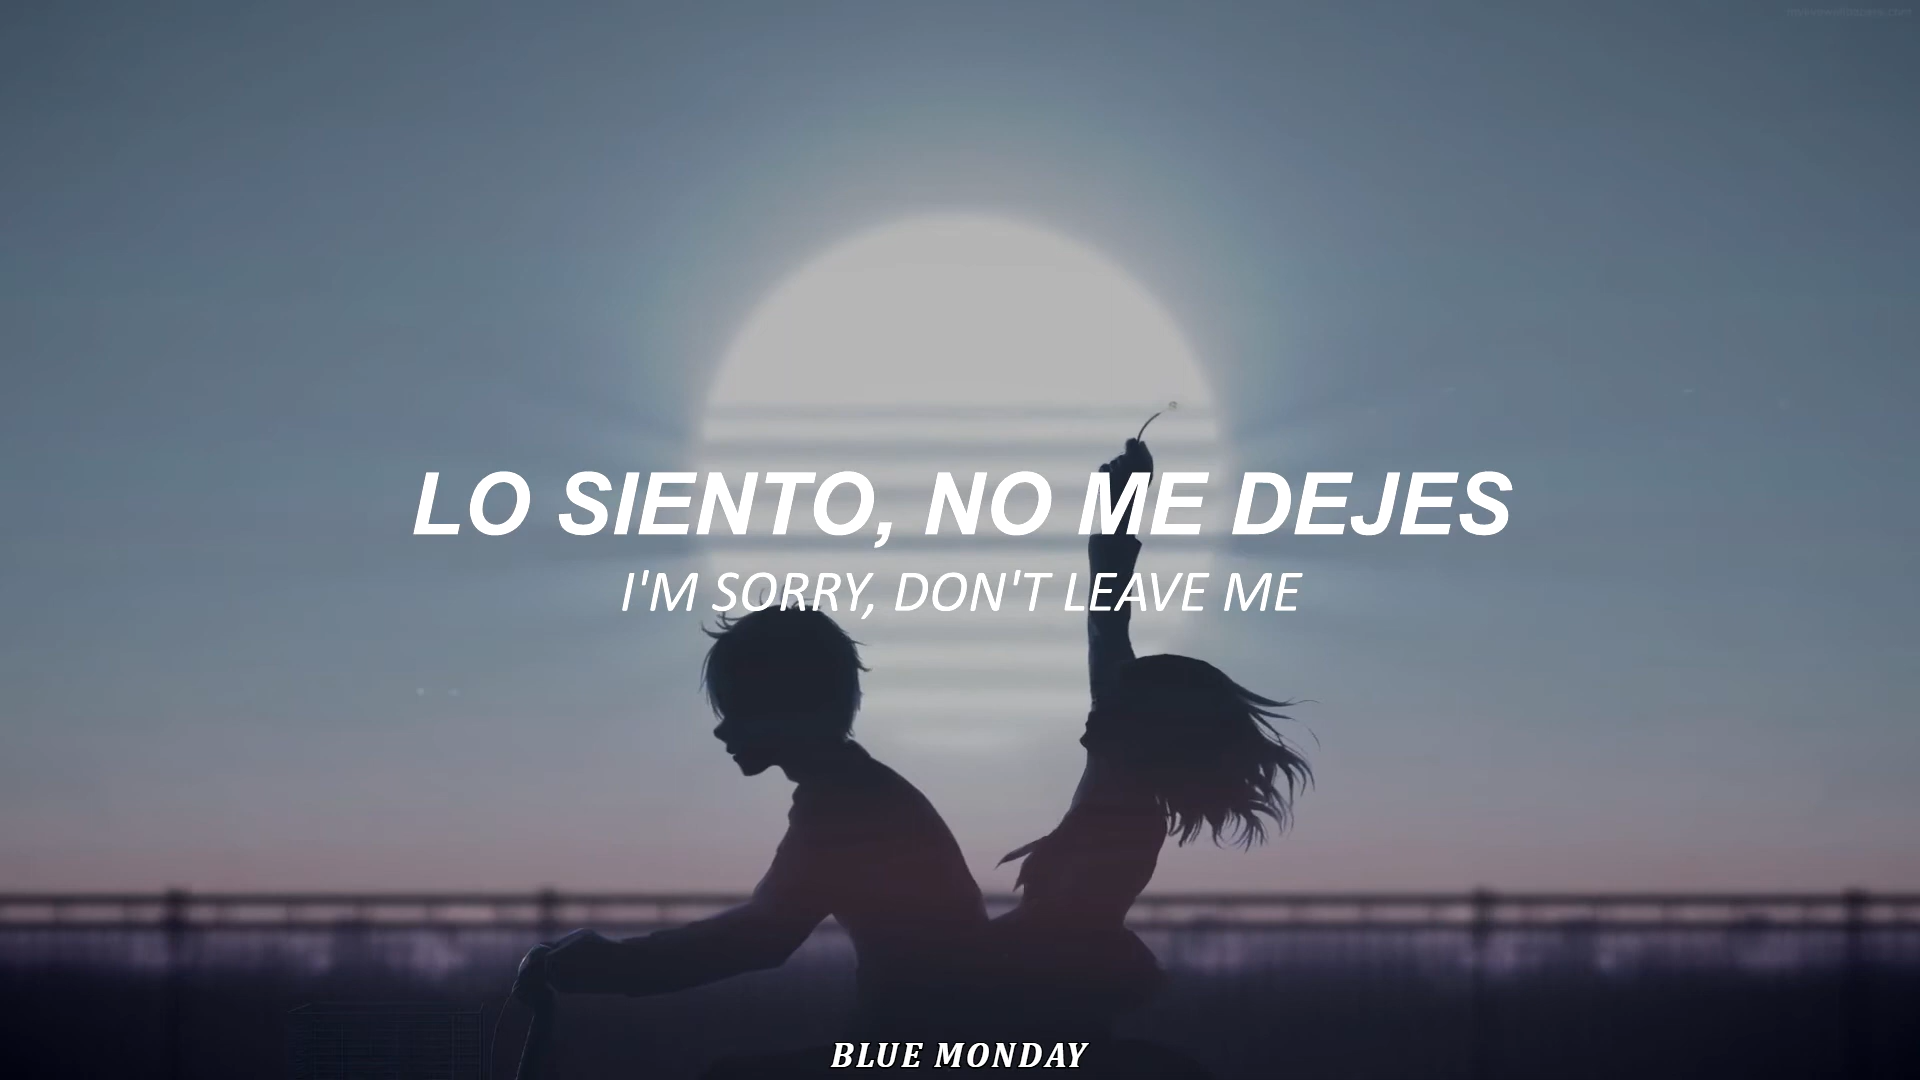 LO SIENTO, NO ME DEJES
I'M SORRY, DON'T LEAVE ME
BLUE MONDAY